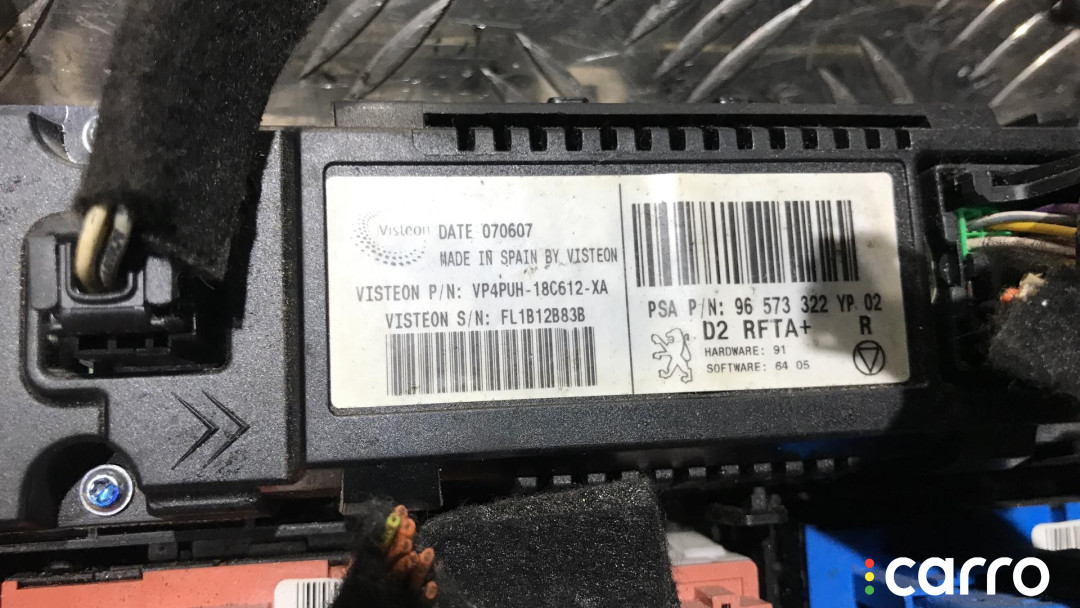 Visteon
DATE 070607
MADE IN SPAIN BY VISTEON
VISTEON P/N: VP4PUH-18C612-XA
VISTEON S/N: FL1B12B83B
PSA P/N: 96 573 322 YP 02
D2 RFTA+ R
HARDWARE: 91
SOFTWARE: 64 05
carro